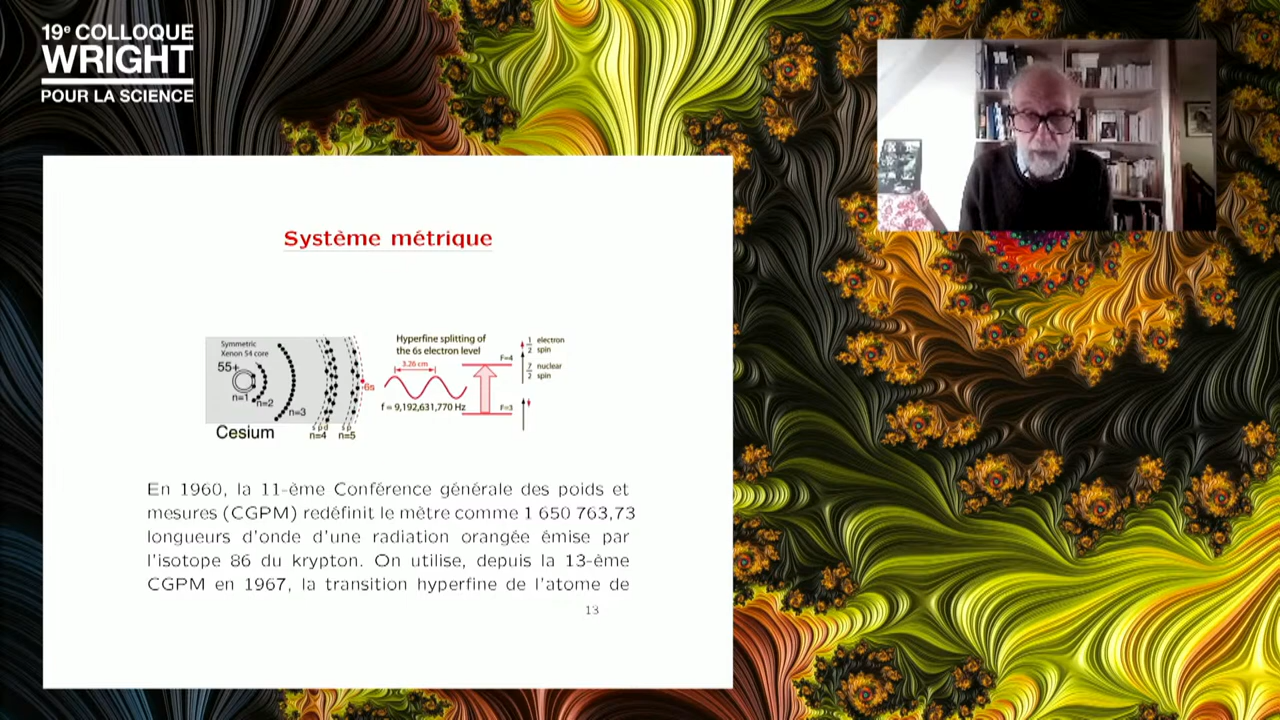 19e COLLOQUE
WRIGHT
POUR LA SCIENCE
Système métrique
Symmetric
Xenon 54 core
55+
n=1
n=2
n=3
s p d
n=4
s p
n=5
6s
Cesium
Hyperfine splitting of
the 6s electron level
3.26 cm
f = 9,192,631,770 Hz
F=4
F=3
1/2 electron
spin
7/2 nuclear
spin
En 1960, la 11-ème Conférence générale des poids et
mesures (CGPM) redéfinit le mètre comme 1 650 763,73
longueurs d'onde d'une radiation orangée émise par
l'isotope 86 du krypton. On utilise, depuis la 13-ème
CGPM en 1967, la transition hyperfine de l'atome de
13